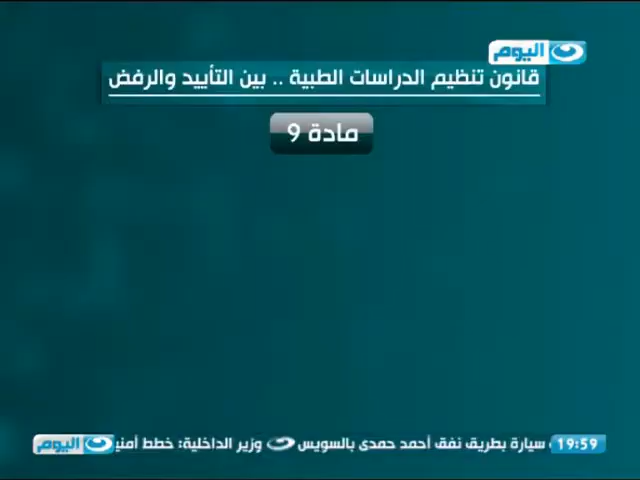 اليوم
قانون تنظيم الدراسات الطبية .. بين التأييد والرفض
مادة 9
19:59 سيارة بطريق نفق أحمد حمدى بالسويس وزير الداخلية: خطط أمني اليوم